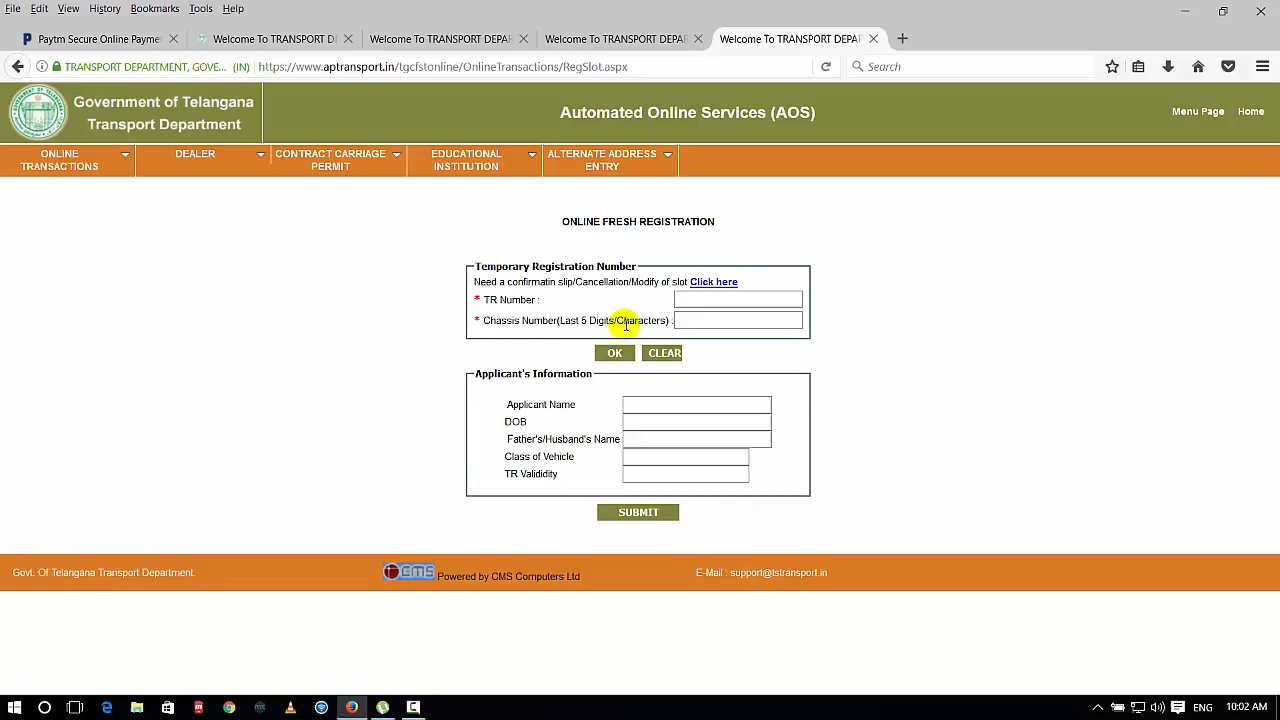 File Edit View History Bookmarks Tools Help
Paytm Secure Online Payme
Welcome To TRANSPORT D
Welcome To TRANSPORT DEPAR
Welcome To TRANSPORT DEPAR
Welcome To TRANSPORT DEPAR
TRANSPORT DEPARTMENT, GOVE... (IN) https://www.aptransport.in/tgcfstonline/OnlineTransactions/RegSlot.aspx Search
Government of Telangana
Transport Department
Automated Online Services (AOS)
Menu Page Home
ONLINE TRANSACTIONS
DEALER
CONTRACT CARRIAGE PERMIT
EDUCATIONAL INSTITUTION
ALTERNATE ADDRESS ENTRY
ONLINE FRESH REGISTRATION
Temporary Registration Number
Need a confirmatin slip/Cancellation/Modify of slot Click here
* TR Number :
* Chassis Number(Last 5 Digits/Characters) :
OK CLEAR
Applicant's Information
Applicant Name
DOB
Father's/Husband's Name
Class of Vehicle
TR Valididity
SUBMIT
Govt. Of Telangana Transport Department.
CMS Powered by CMS Computers Ltd
E-Mail : support@tstransport.in
ENG 10:02 AM